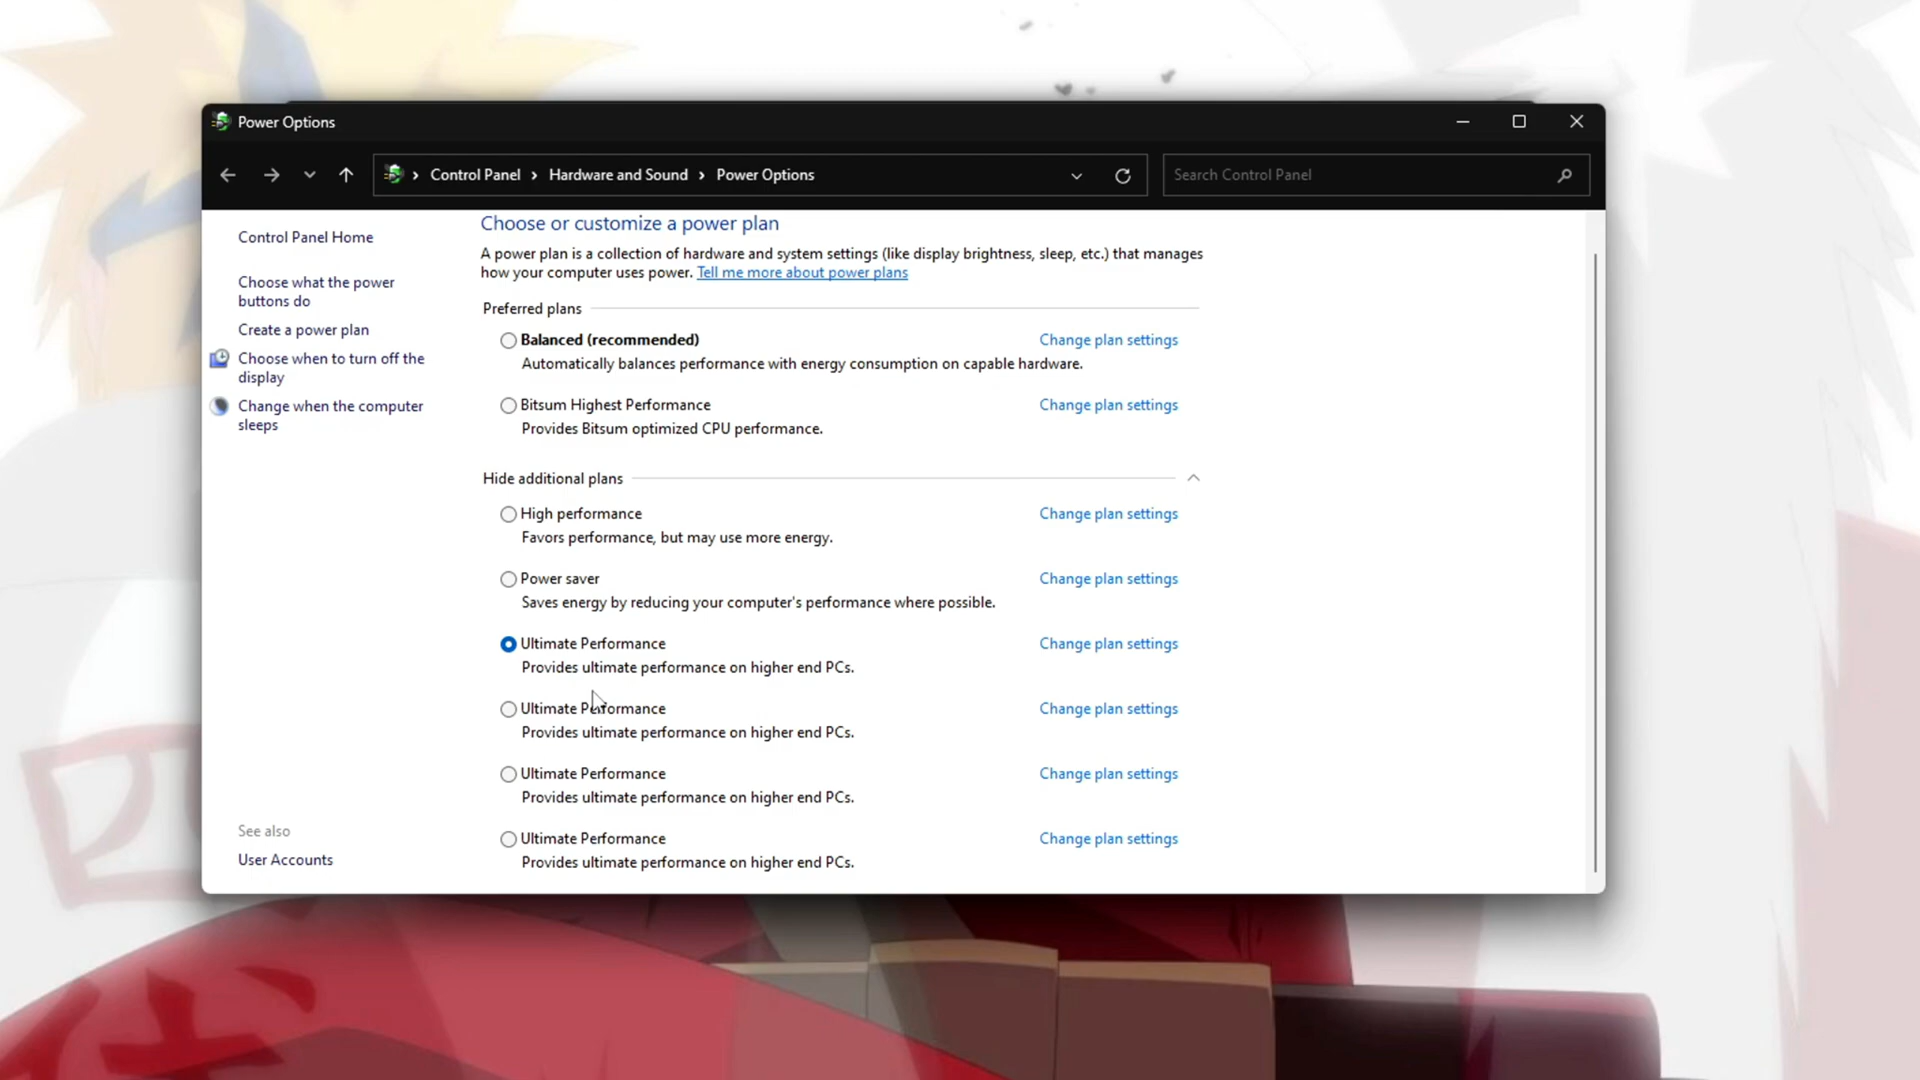 Power Options
Control Panel › Hardware and Sound › Power Options
Search Control Panel
Control Panel Home
Choose what the power
buttons do
Create a power plan
Choose when to turn off the
display
Change when the computer
sleeps
See also
User Accounts
Choose or customize a power plan
A power plan is a collection of hardware and system settings (like display brightness, sleep, etc.) that manages
how your computer uses power. Tell me more about power plans
Preferred plans
Balanced (recommended) Change plan settings
Automatically balances performance with energy consumption on capable hardware.
Bitsum Highest Performance Change plan settings
Provides Bitsum optimized CPU performance.
Hide additional plans
High performance Change plan settings
Favors performance, but may use more energy.
Power saver Change plan settings
Saves energy by reducing your computer's performance where possible.
Ultimate Performance Change plan settings
Provides ultimate performance on higher end PCs.
Ultimate Performance Change plan settings
Provides ultimate performance on higher end PCs.
Ultimate Performance Change plan settings
Provides ultimate performance on higher end PCs.
Ultimate Performance Change plan settings
Provides ultimate performance on higher end PCs.